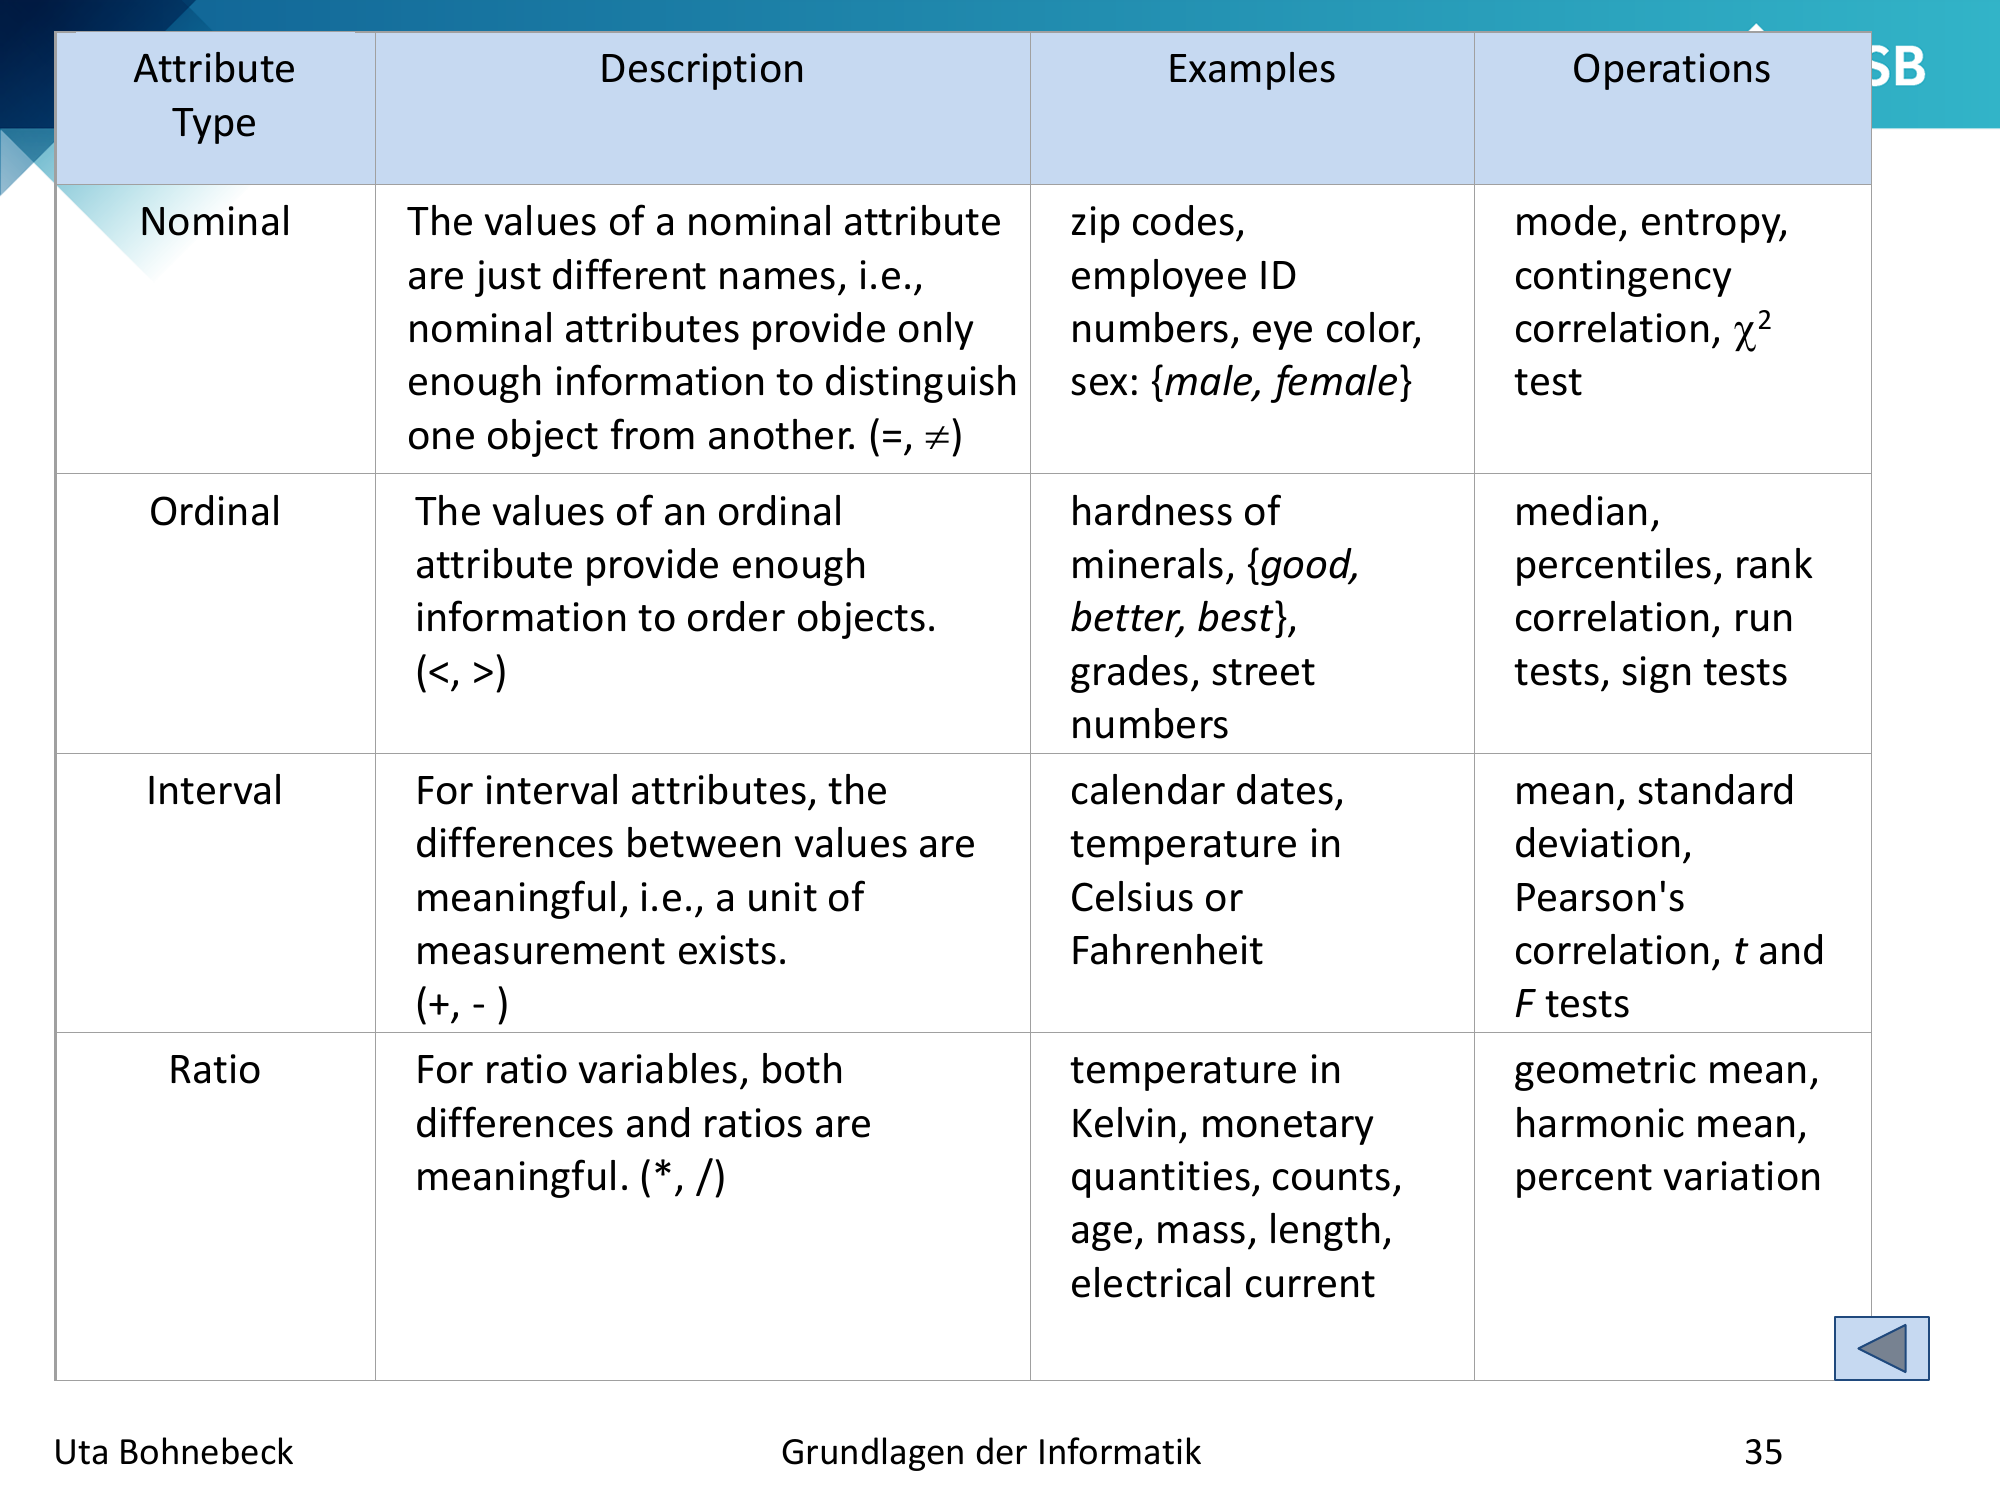 SB
Attribute
Type
Description
Examples
Operations
Nominal
The values of a nominal attribute
are just different names, i.e.,
nominal attributes provide only
enough information to distinguish
one object from another. (=, ≠)
zip codes,
employee ID
numbers, eye color,
sex: {male, female}
mode, entropy,
contingency
correlation, χ²
test
Ordinal
The values of an ordinal
attribute provide enough
information to order objects.
(<, >)
hardness of
minerals, {good,
better, best},
grades, street
numbers
median,
percentiles, rank
correlation, run
tests, sign tests
Interval
For interval attributes, the
differences between values are
meaningful, i.e., a unit of
measurement exists.
(+, - )
calendar dates,
temperature in
Celsius or
Fahrenheit
mean, standard
deviation,
Pearson's
correlation, t and
F tests
Ratio
For ratio variables, both
differences and ratios are
meaningful. (*, /)
temperature in
Kelvin, monetary
quantities, counts,
age, mass, length,
electrical current
geometric mean,
harmonic mean,
percent variation
Uta Bohnebeck
Grundlagen der Informatik
35